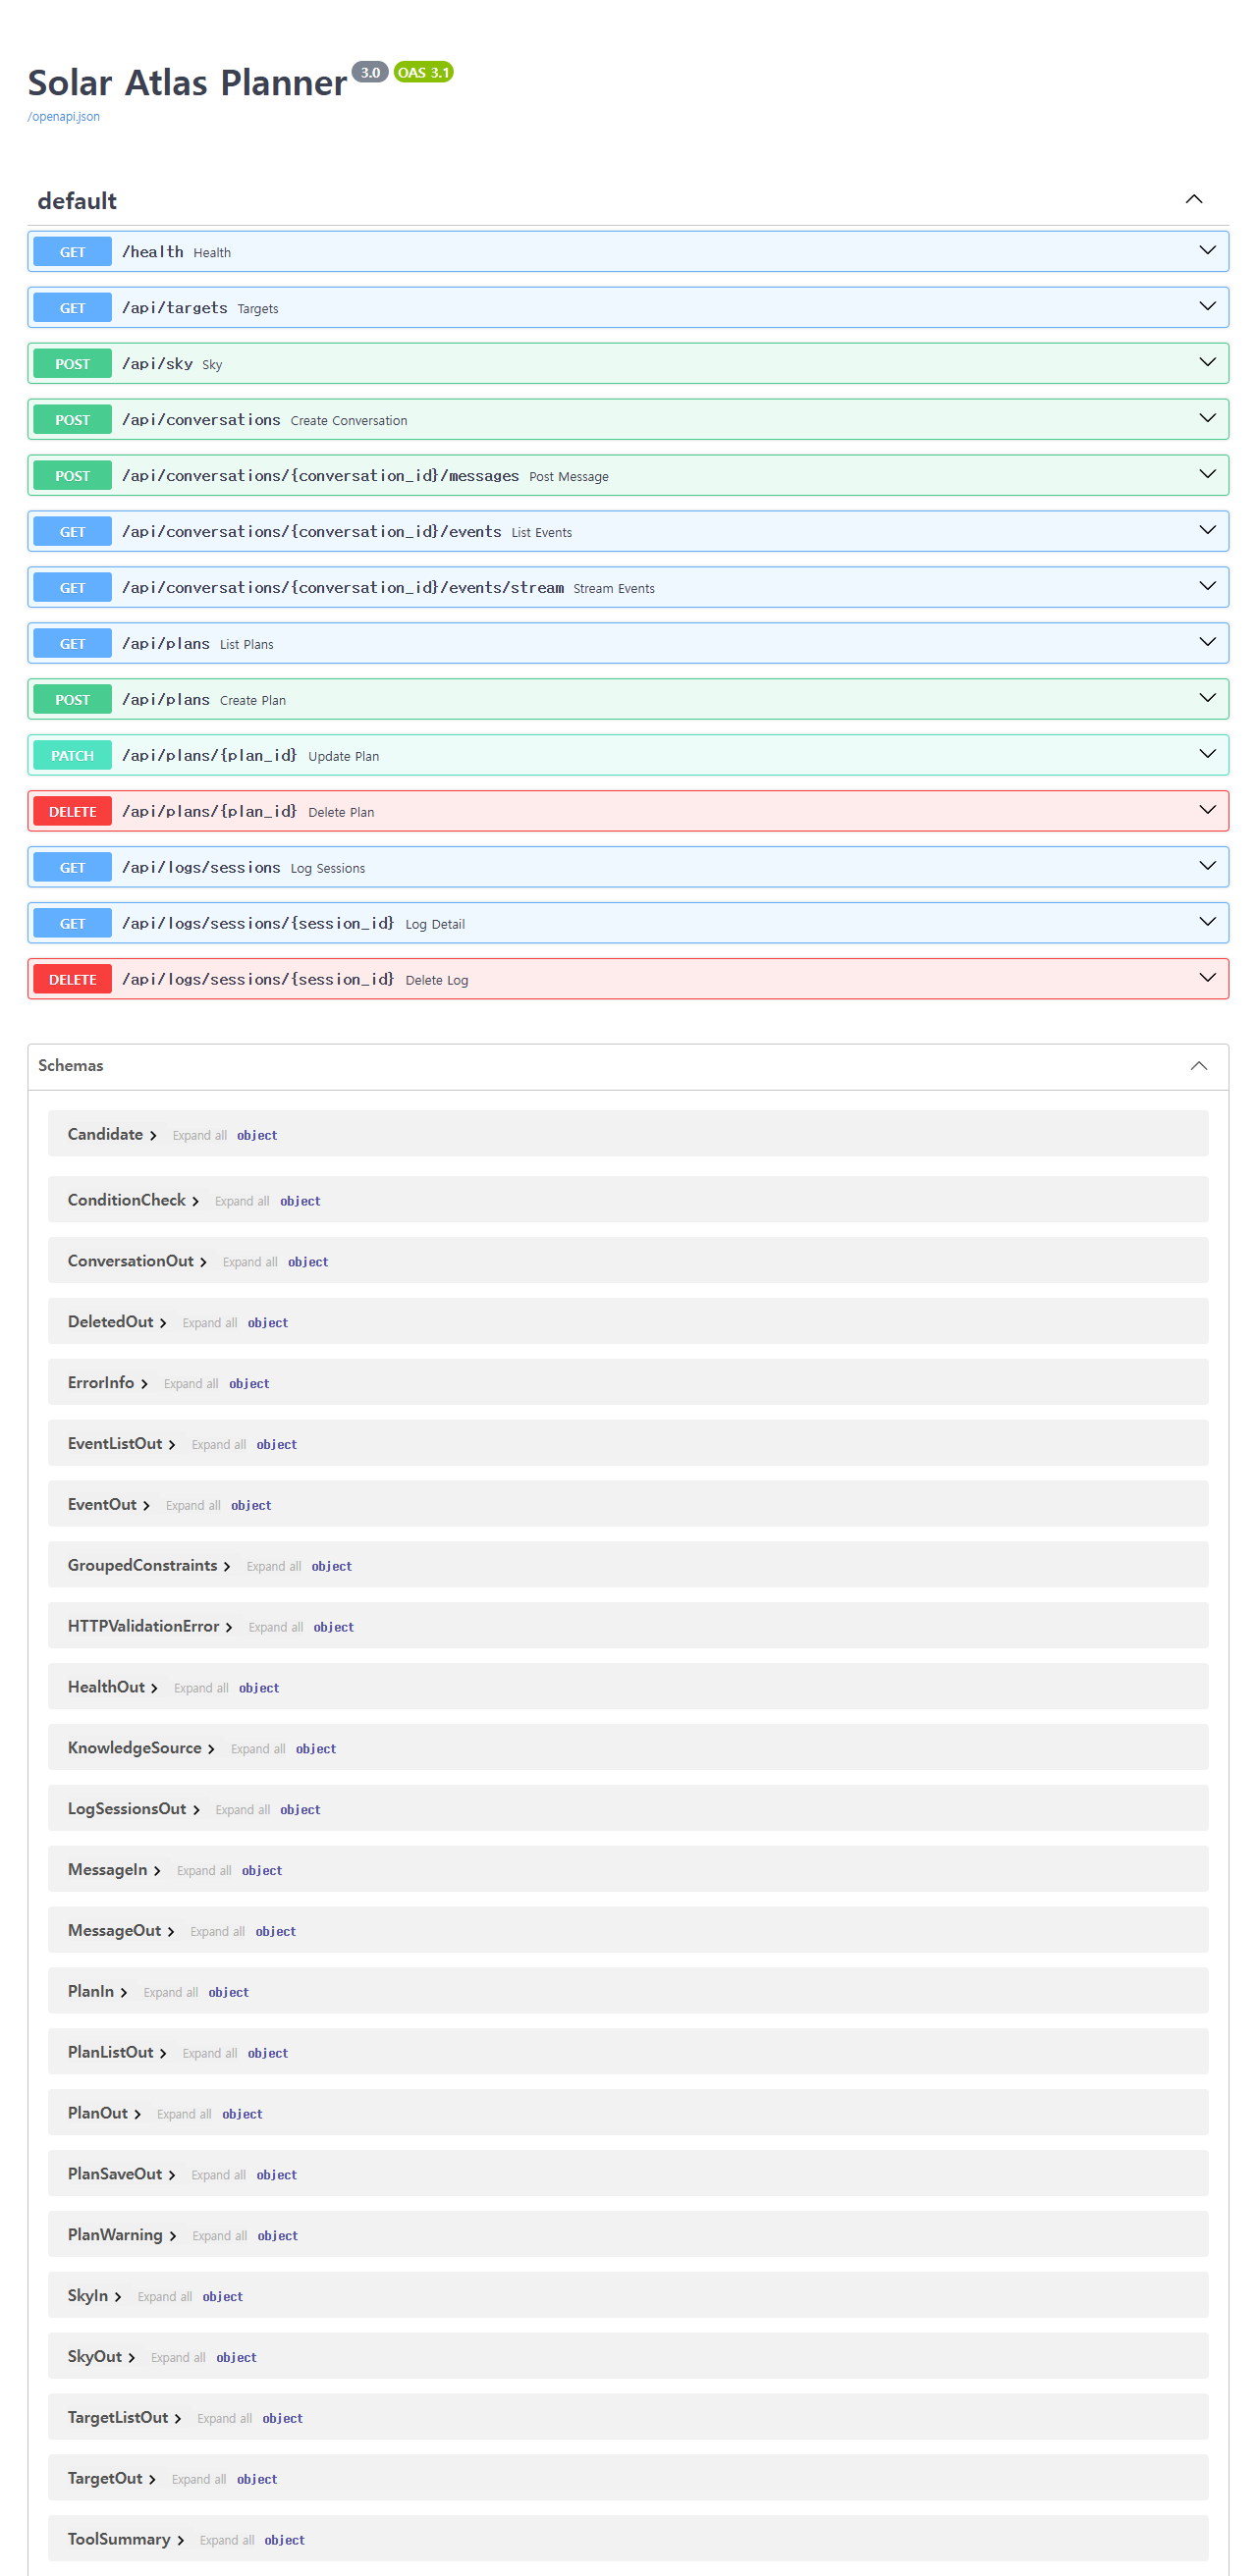 Solar Atlas Planner 3.0 OAS 3.1
/openapi.json
default
GET /health Health
GET /api/targets Targets
POST /api/sky Sky
POST /api/conversations Create Conversation
POST /api/conversations/{conversation_id}/messages Post Message
GET /api/conversations/{conversation_id}/events List Events
GET /api/conversations/{conversation_id}/events/stream Stream Events
GET /api/plans List Plans
POST /api/plans Create Plan
PATCH /api/plans/{plan_id} Update Plan
DELETE /api/plans/{plan_id} Delete Plan
GET /api/logs/sessions Log Sessions
GET /api/logs/sessions/{session_id} Log Detail
DELETE /api/logs/sessions/{session_id} Delete Log
Schemas
Candidate Expand all object
ConditionCheck Expand all object
ConversationOut Expand all object
DeletedOut Expand all object
ErrorInfo Expand all object
EventListOut Expand all object
EventOut Expand all object
GroupedConstraints Expand all object
HTTPValidationError Expand all object
HealthOut Expand all object
KnowledgeSource Expand all object
LogSessionsOut Expand all object
MessageIn Expand all object
MessageOut Expand all object
PlanIn Expand all object
PlanListOut Expand all object
PlanOut Expand all object
PlanSaveOut Expand all object
PlanWarning Expand all object
SkyIn Expand all object
SkyOut Expand all object
TargetListOut Expand all object
TargetOut Expand all object
ToolSummary Expand all object